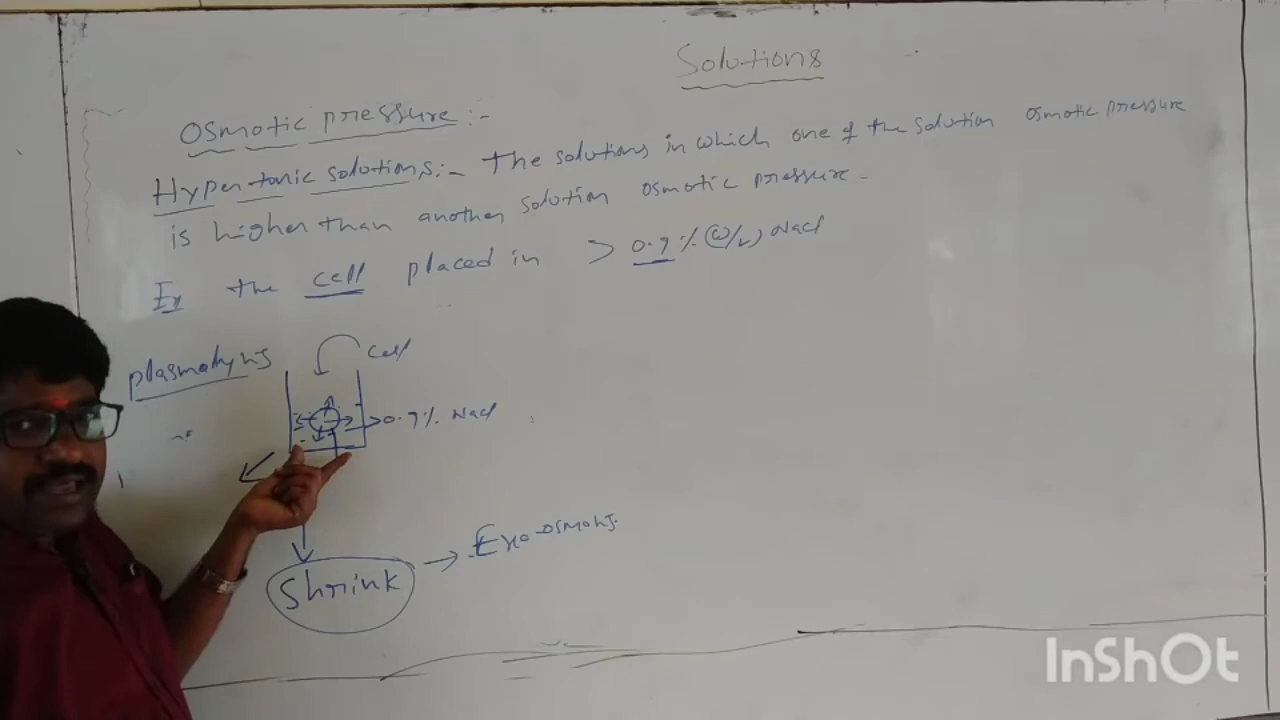 Solutions
Osmotic pressure :-
Hypertonic solutions :- The solutions in which one of the solution osmotic pressure
is higher than another solution osmotic pressure -
Ex the cell placed in > 0.9 % (w/v) Nacl
plasmolysis
cell
0.9% Nacl
Shrink
→ Exo-osmosis.
InShOt